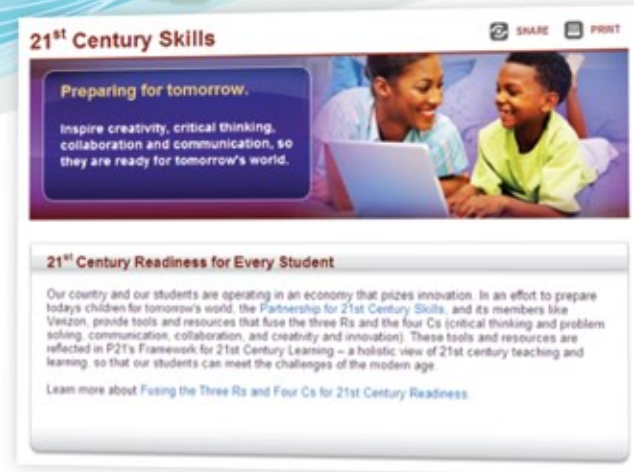 21st Century Skills
SHARE PRINT
Preparing for tomorrow.
Inspire creativity, critical thinking,
collaboration and communication, so
they are ready for tomorrow's world.
21st Century Readiness for Every Student
Our country and our students are operating in an economy that prizes innovation. In an effort to prepare
todays children for tomorrow's world, the Partnership for 21st Century Skills, and its members like
Verizon, provide tools and resources that fuse the three Rs and the four Cs (critical thinking and problem
solving, communication, collaboration, and creativity and innovation). These tools and resources are
reflected in P21's Framework for 21st Century Learning – a holistic view of 21st century teaching and
learning, so that our students can meet the challenges of the modern age.
Learn more about Fusing the Three Rs and Four Cs for 21st Century Readiness.